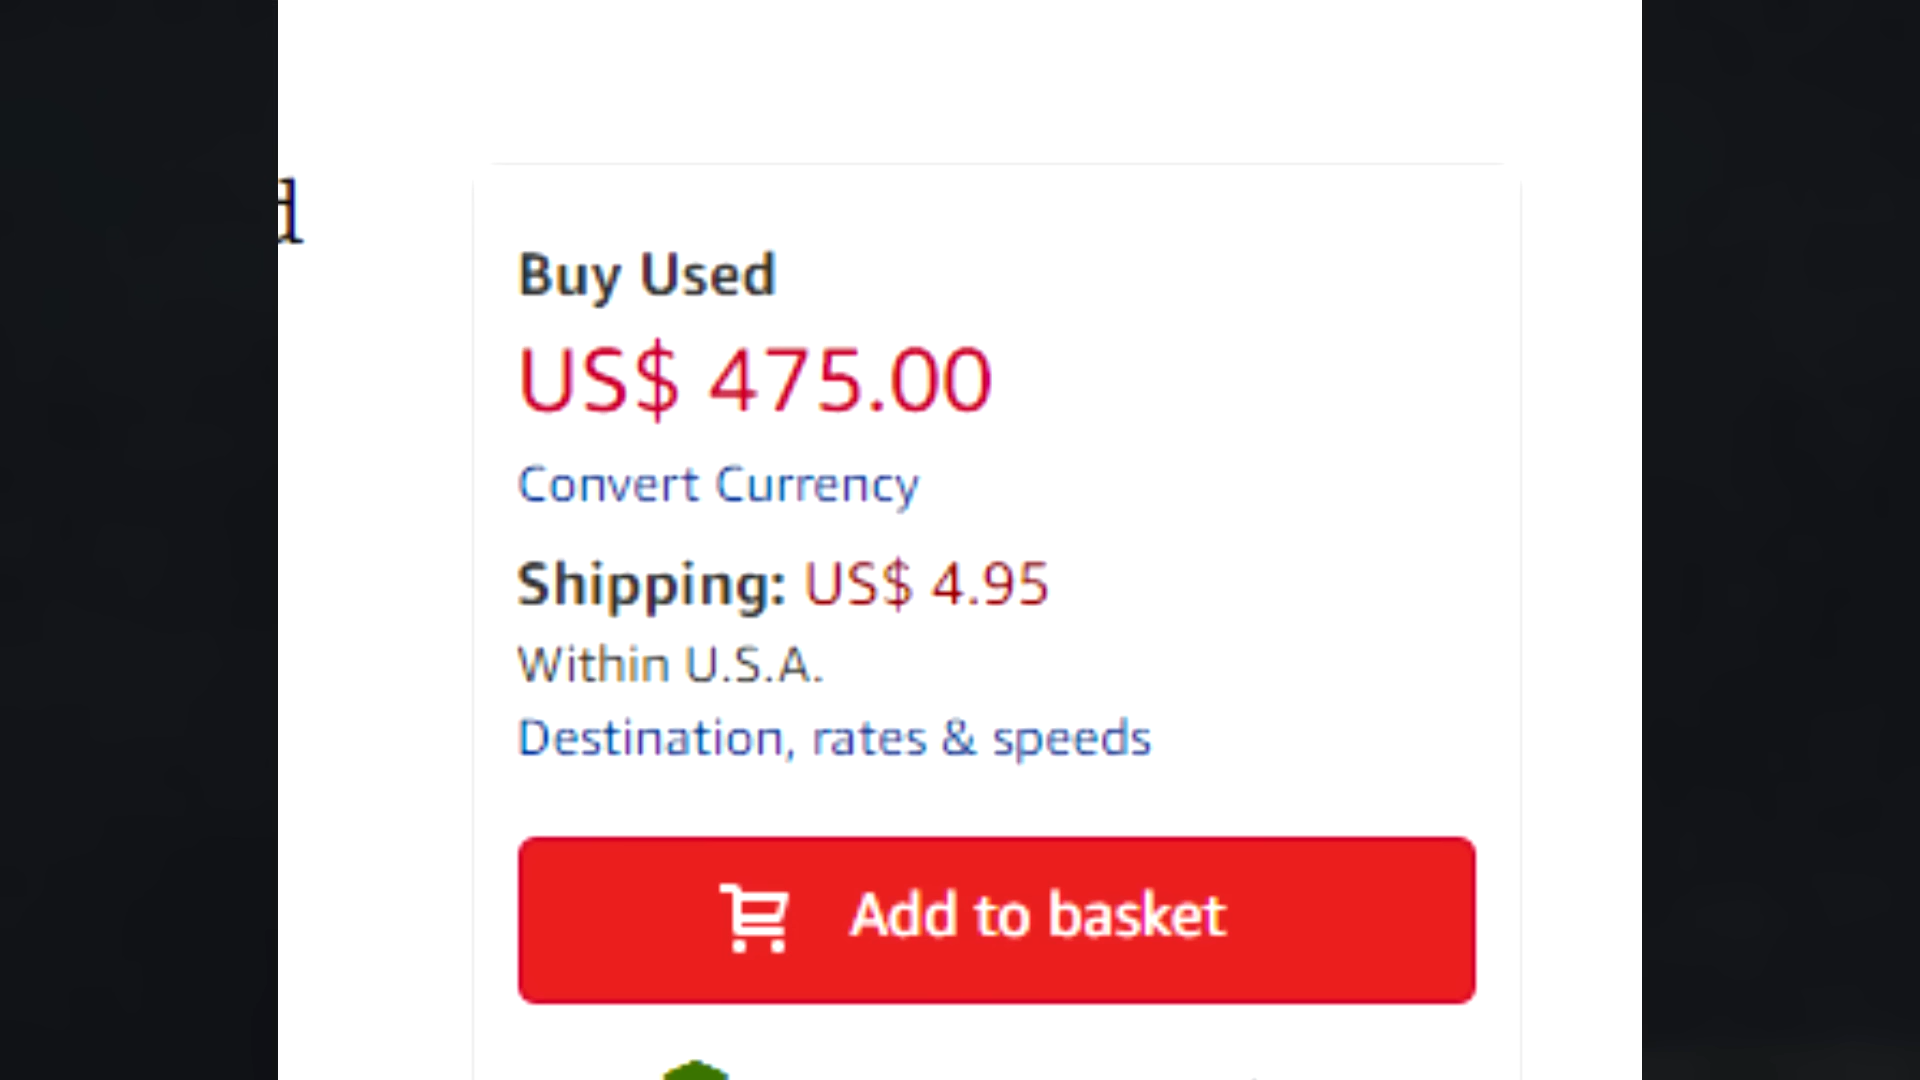 d
Buy Used
US$ 475.00
Convert Currency
Shipping: US$ 4.95
Within U.S.A.
Destination, rates & speeds
Add to basket